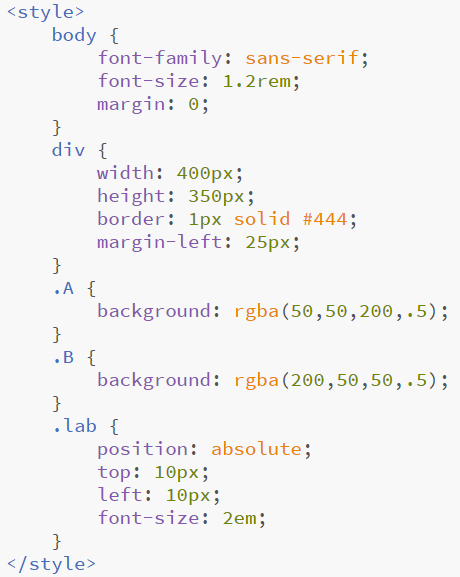 <style>
    body {
        font-family: sans-serif;
        font-size: 1.2rem;
        margin: 0;
    }
    div {
        width: 400px;
        height: 350px;
        border: 1px solid #444;
        margin-left: 25px;
    }
    .A {
        background: rgba(50,50,200,.5);
    }
    .B {
        background: rgba(200,50,50,.5);
    }
    .lab {
        position: absolute;
        top: 10px;
        left: 10px;
        font-size: 2em;
    }
</style>